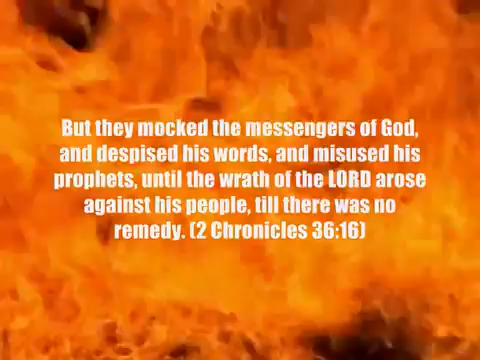 But they mocked the messengers of God,
and despised his words, and misused his
prophets, until the wrath of the LORD arose
against his people, till there was no
remedy. (2 Chronicles 36:16)